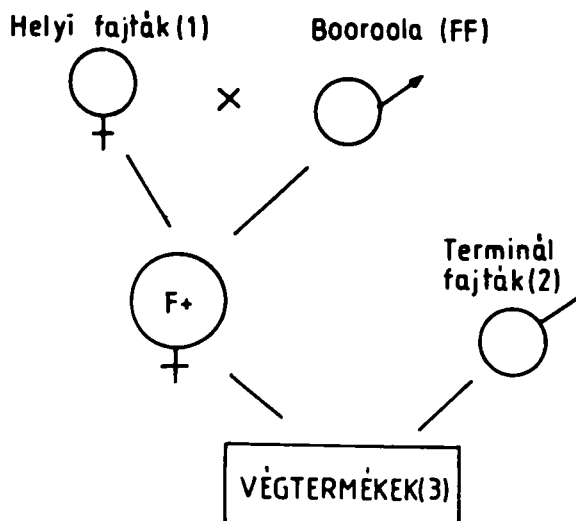 Helyi fajták(1)
Booroola (FF)
×
F+
Terminál
fajták(2)
VÉGTERMÉKEK(3)